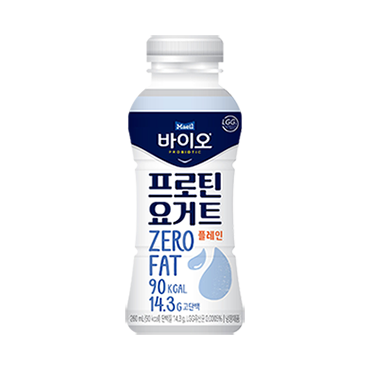 Maeil
바이오
PROBIOTIC
LGG
프로틴
요거트
ZERO 플레인
FAT
90 KCAL
14.3G 고단백